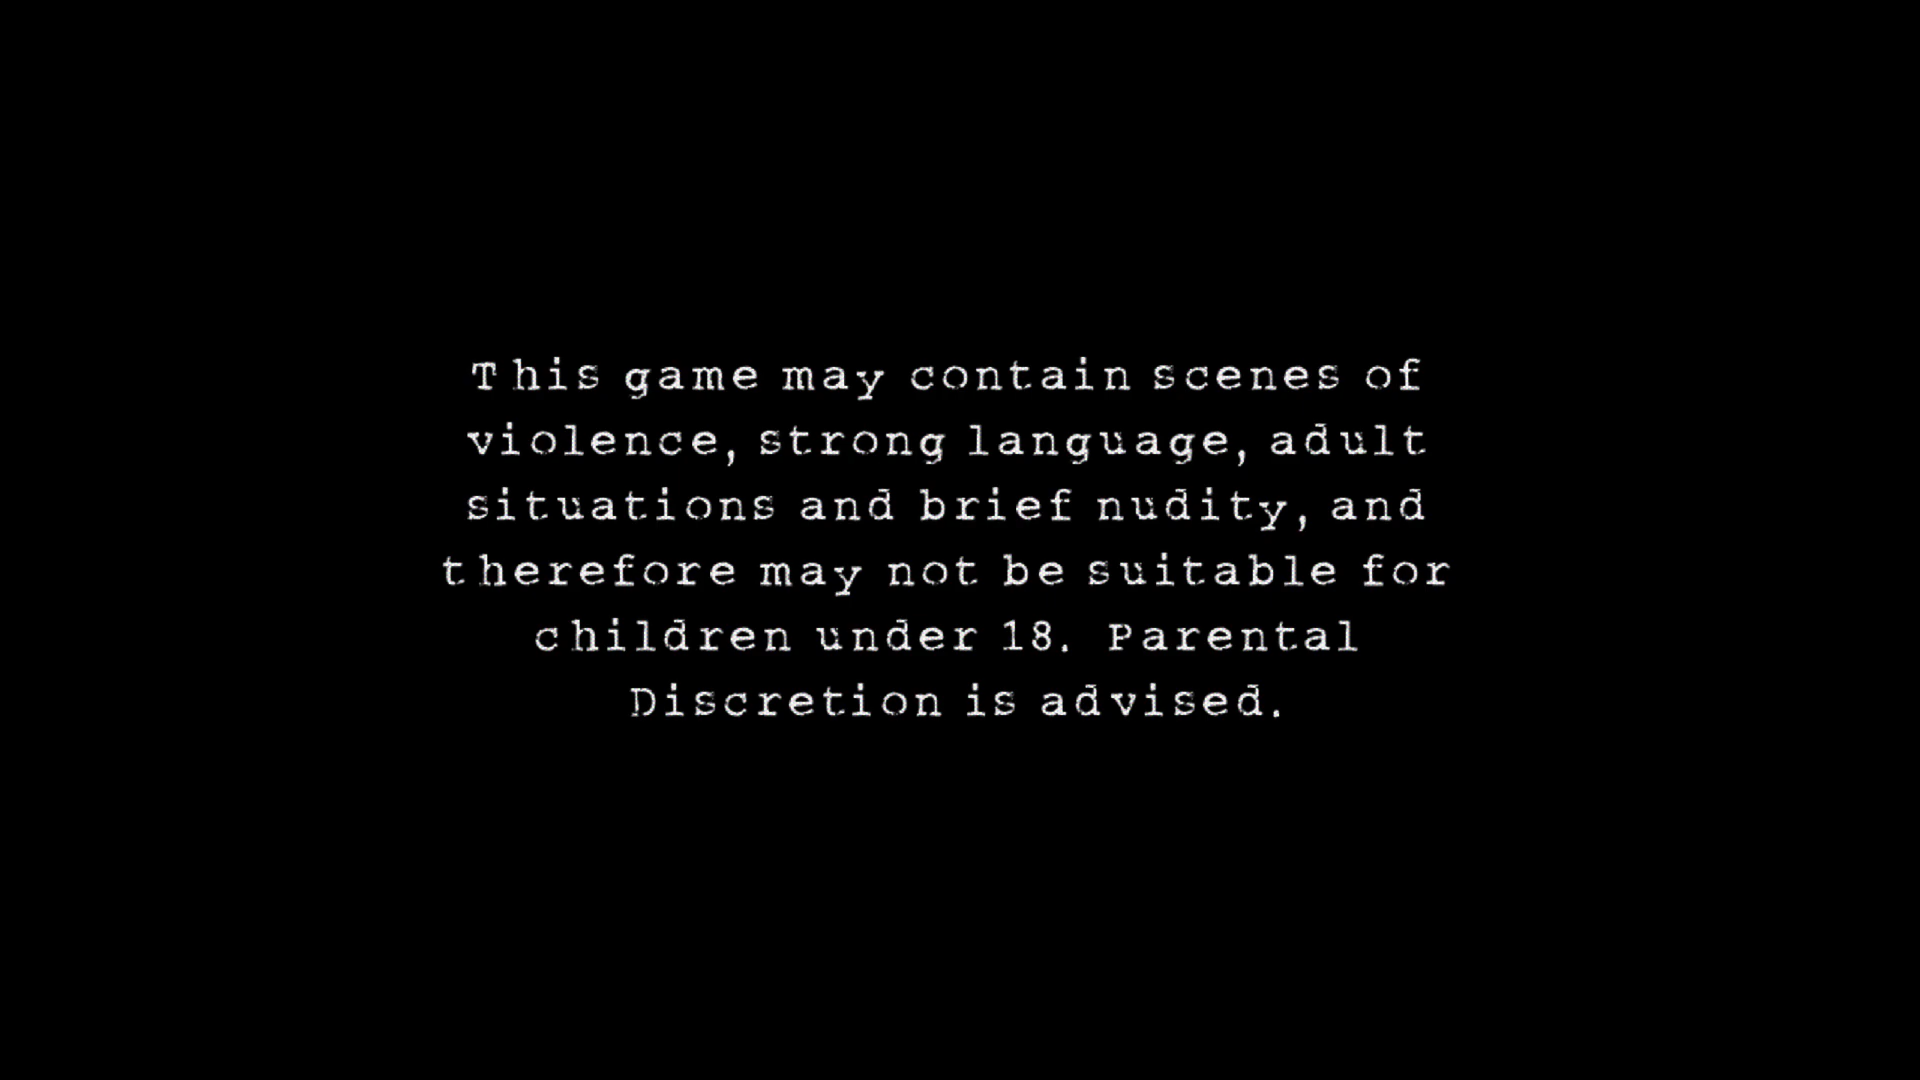 This game may contain scenes of
violence, strong language, adult
situations and brief nudity, and
therefore may not be suitable for
children under 18. Parental
Discretion is advised.